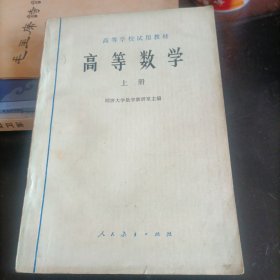 高等学校试用教材
高等数学
上册
同济大学数学教研室主编
人民教育出版社